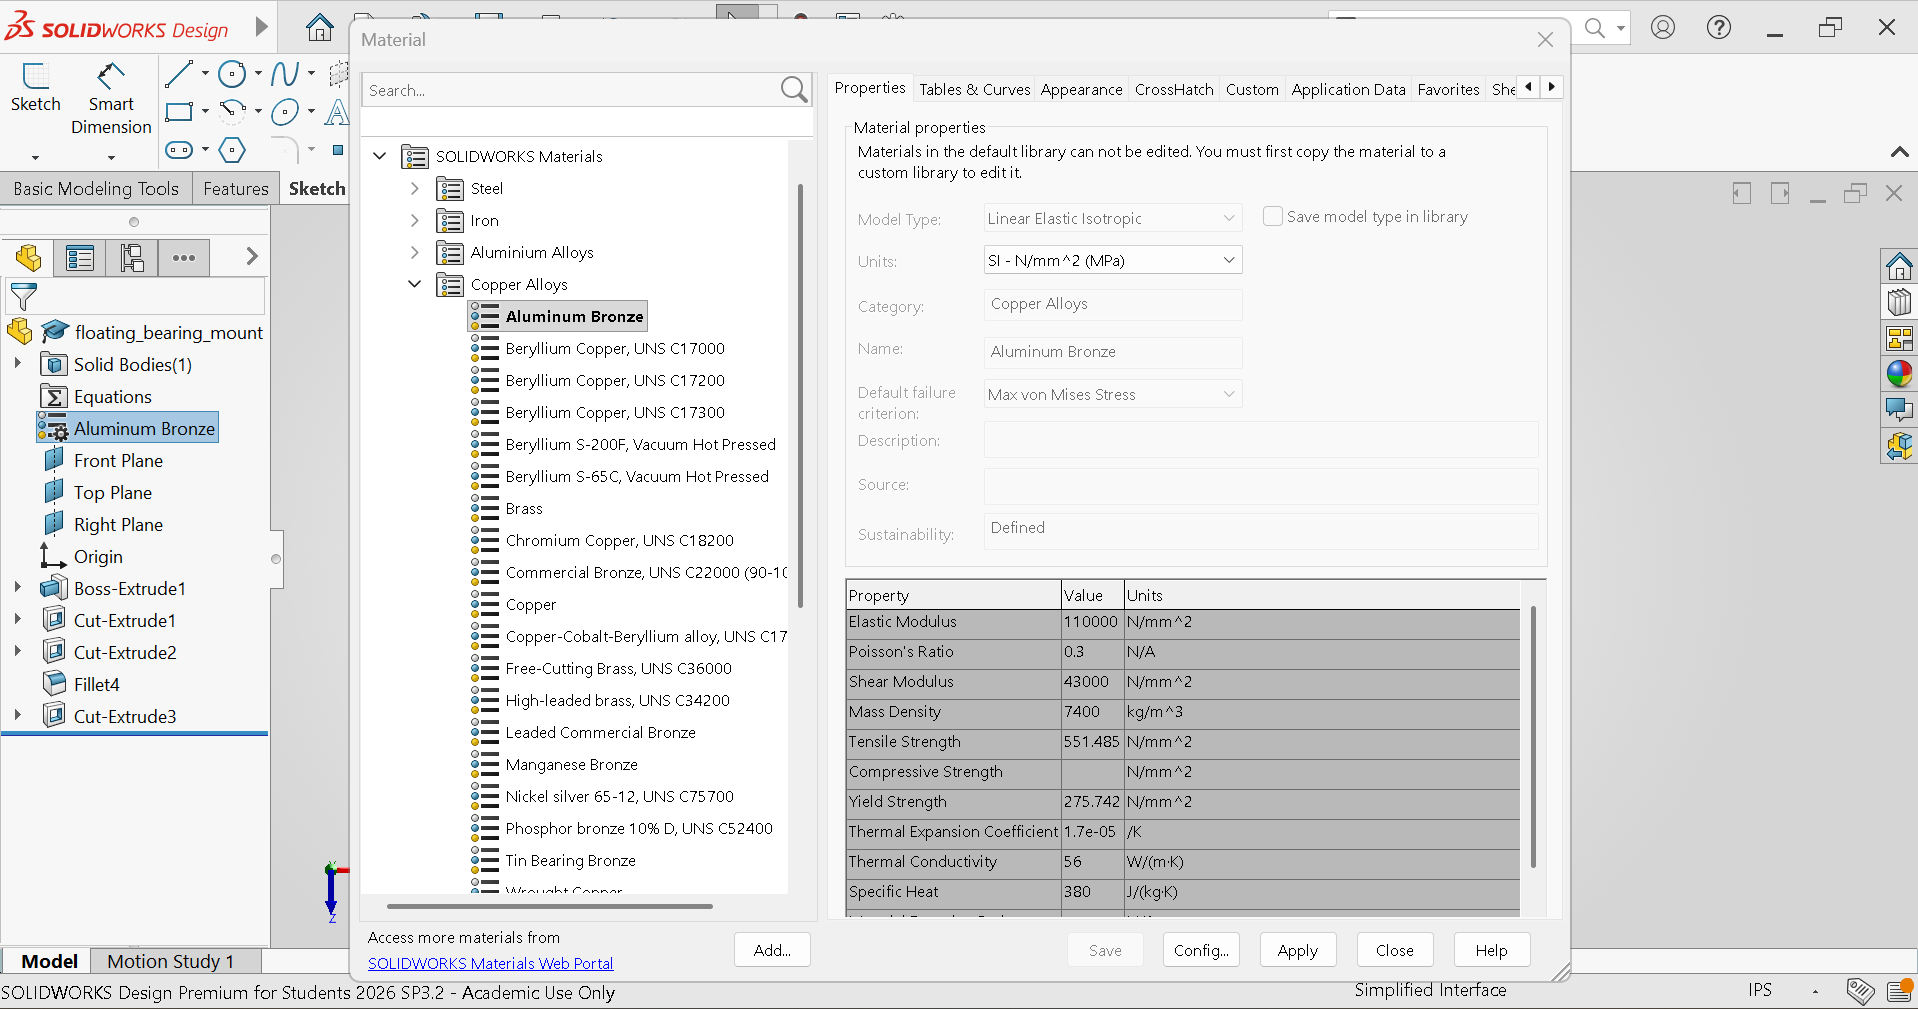 SOLIDWORKS Design
Material
Sketch
Smart
Dimension
Basic Modeling Tools
Features
Sketch
floating_bearing_mount
Solid Bodies(1)
Equations
Aluminum Bronze
Front Plane
Top Plane
Right Plane
Origin
Boss-Extrude1
Cut-Extrude1
Cut-Extrude2
Fillet4
Cut-Extrude3
Search...
SOLIDWORKS Materials
Steel
Iron
Aluminium Alloys
Copper Alloys
Aluminum Bronze
Beryllium Copper, UNS C17000
Beryllium Copper, UNS C17200
Beryllium Copper, UNS C17300
Beryllium S-200F, Vacuum Hot Pressed
Beryllium S-65C, Vacuum Hot Pressed
Brass
Chromium Copper, UNS C18200
Commercial Bronze, UNS C22000 (90-10
Copper
Copper-Cobalt-Beryllium alloy, UNS C17
Free-Cutting Brass, UNS C36000
High-leaded brass, UNS C34200
Leaded Commercial Bronze
Manganese Bronze
Nickel silver 65-12, UNS C75700
Phosphor bronze 10% D, UNS C52400
Tin Bearing Bronze
Wrought Copper
Access more materials from
SOLIDWORKS Materials Web Portal
Add...
Properties Tables & Curves Appearance CrossHatch Custom Application Data Favorites She
Material properties
Materials in the default library can not be edited. You must first copy the material to a
custom library to edit it.
Model Type: Linear Elastic Isotropic Save model type in library
Units: SI - N/mm^2 (MPa)
Category: Copper Alloys
Name: Aluminum Bronze
Default failure
criterion: Max von Mises Stress
Description:
Source:
Sustainability: Defined
Property Value Units
Elastic Modulus 110000 N/mm^2
Poisson's Ratio 0.3 N/A
Shear Modulus 43000 N/mm^2
Mass Density 7400 kg/m^3
Tensile Strength 551.485 N/mm^2
Compressive Strength N/mm^2
Yield Strength 275.742 N/mm^2
Thermal Expansion Coefficient 1.7e-05 /K
Thermal Conductivity 56 W/(m·K)
Specific Heat 380 J/(kg·K)
Save Config... Apply Close Help
Z
Model Motion Study 1
SOLIDWORKS Design Premium for Students 2026 SP3.2 - Academic Use Only
Simplified Interface
IPS